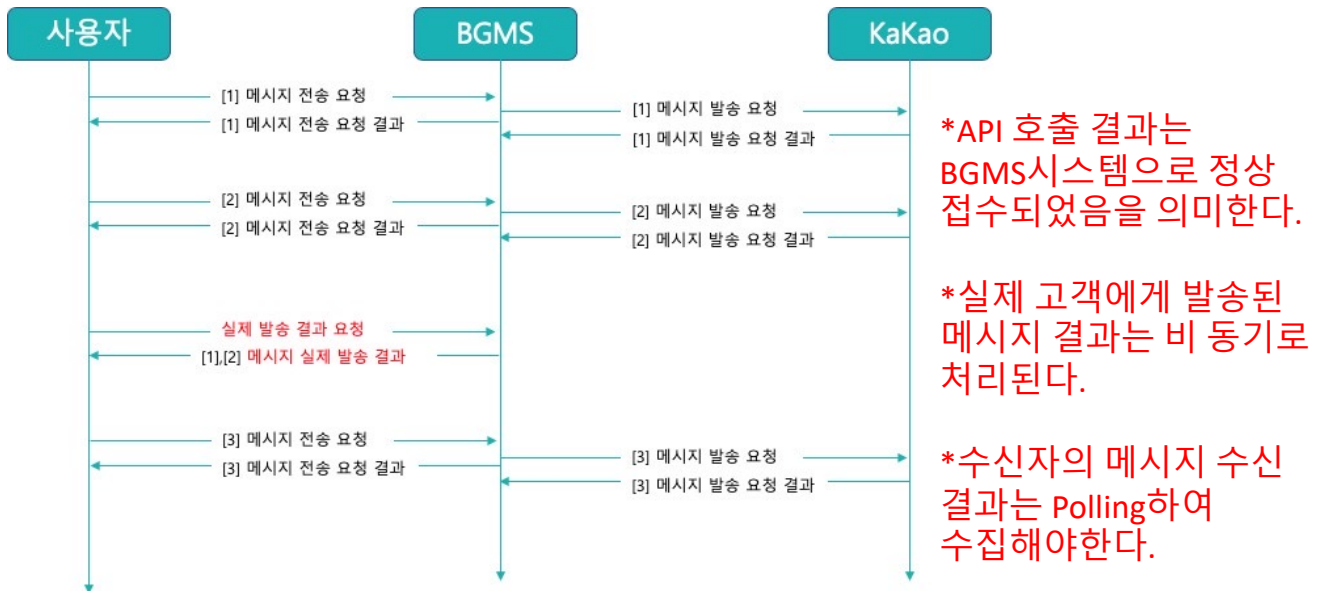 사용자
BGMS
KaKao
[1] 메시지 전송 요청
[1] 메시지 발송 요청
[1] 메시지 전송 요청 결과
[1] 메시지 발송 요청 결과
[2] 메시지 전송 요청
[2] 메시지 발송 요청
[2] 메시지 전송 요청 결과
[2] 메시지 발송 요청 결과
실제 발송 결과 요청
[1],[2] 메시지 실제 발송 결과
[3] 메시지 전송 요청
[3] 메시지 발송 요청
[3] 메시지 전송 요청 결과
[3] 메시지 발송 요청 결과
*API 호출 결과는
BGMS시스템으로 정상
접수되었음을 의미한다.
*실제 고객에게 발송된
메시지 결과는 비 동기로
처리된다.
*수신자의 메시지 수신
결과는 Polling하여
수집해야한다.